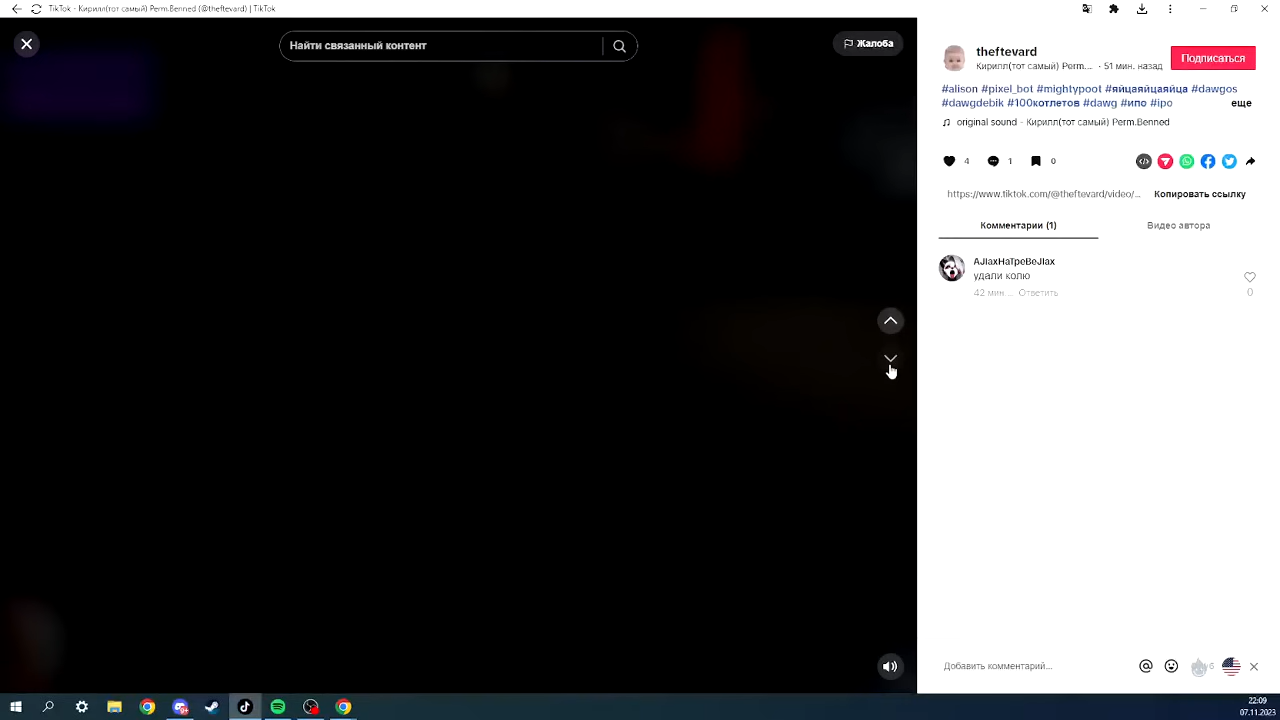 TikTok - Кирилл(тот самый) Perm.Benned (@theftevard) | TikTok
Найти связанный контент
Жалоба
theftevard
Кирилл(тот самый) Perm... · 51 мин. назад
Подписаться
#alison #pixel_bot #mightypoot #яйцаяйцаяйца #dawgos
#dawgdebik #100котлетов #dawg #ипо #ipo
еще
original sound - Кирилл(тот самый) Perm.Benned
4
1
0
https://www.tiktok.com/@theftevard/video/...
Копировать ссылку
Комментарии (1)
Видео автора
AJIaxHaTpeBeJIax
удали колю
42 мин... Ответить
0
Добавить комментарий...
22:09
07.11.2023